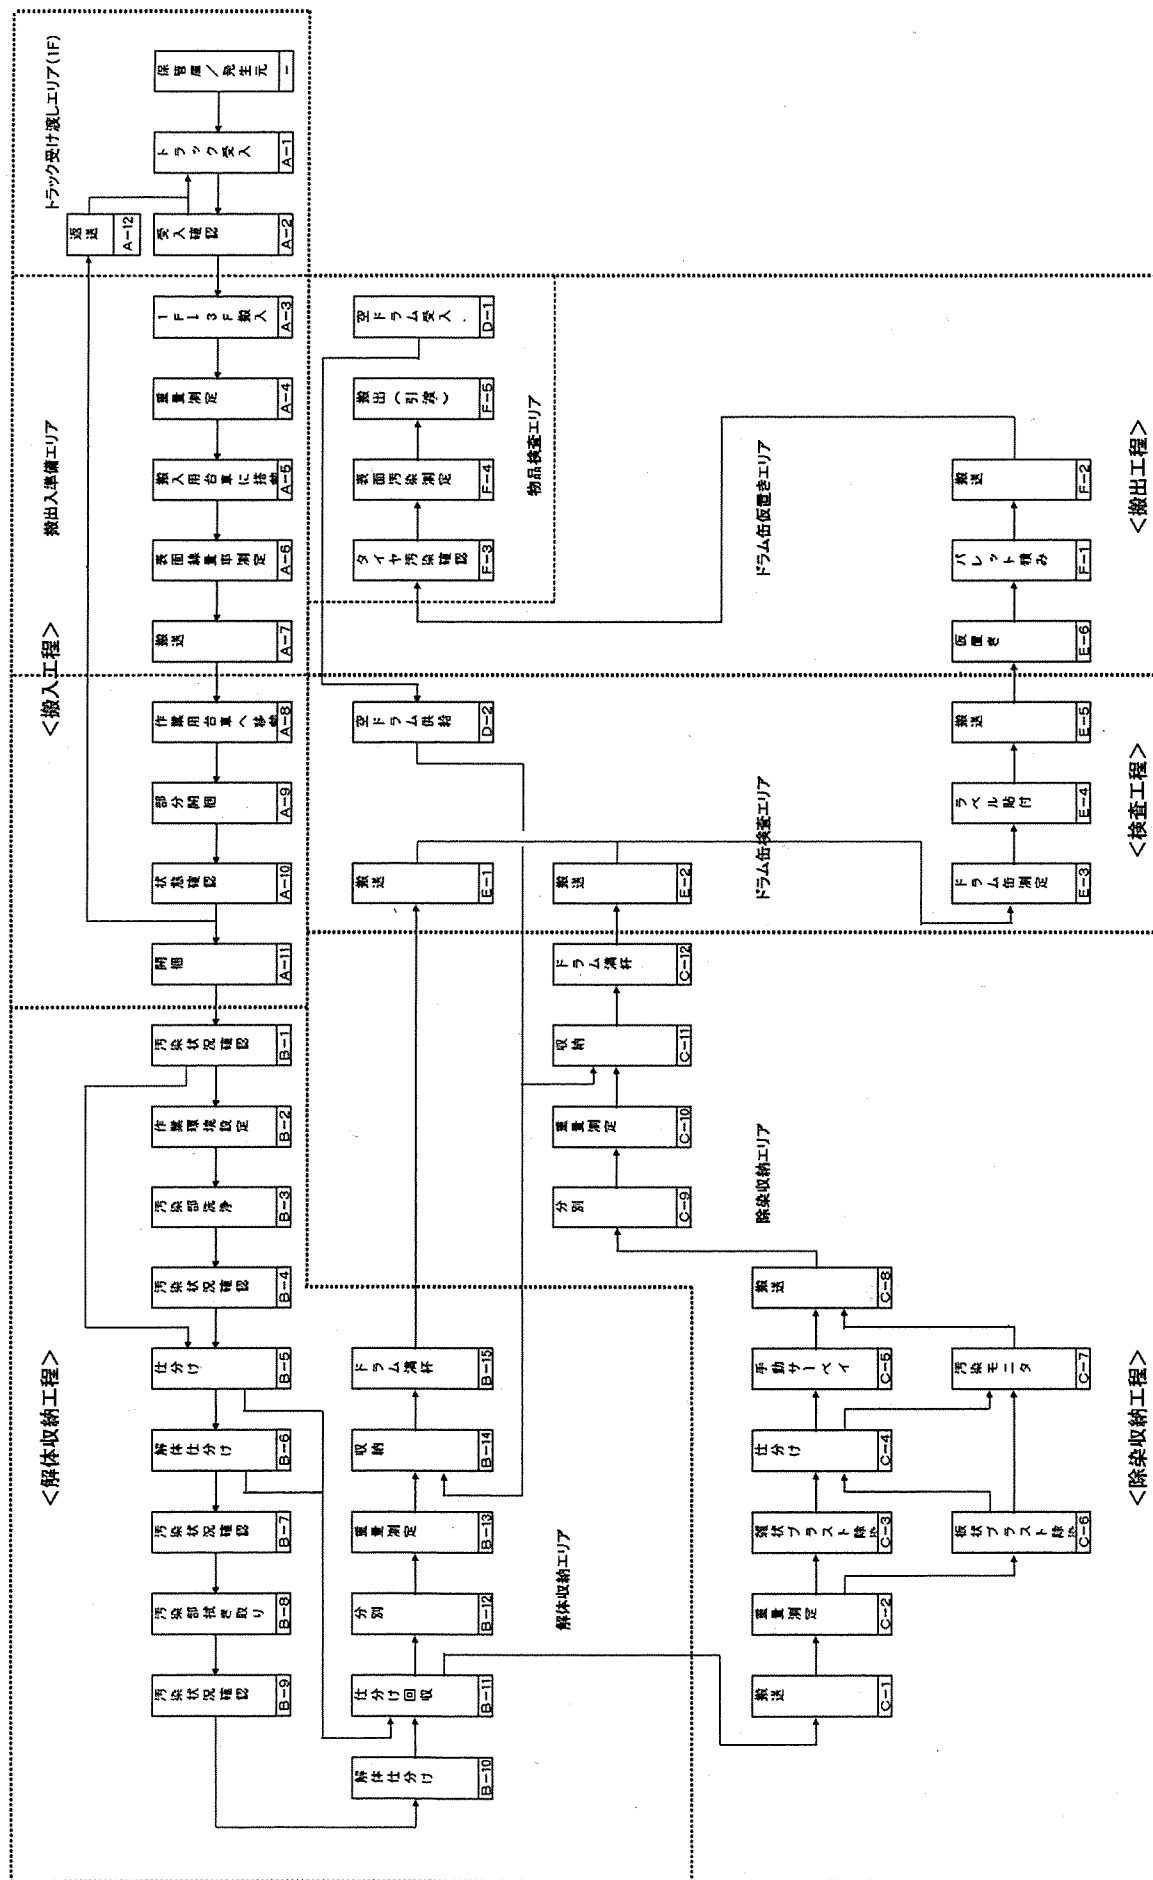 トラック受け渡しエリア(1F)
保管庫/発生元
－
トラック受入
A-1
受入確認
A-2
返送
A-12
搬出入準備エリア
<搬入工程>
1F↓3F搬入
A-3
重量測定
A-4
搬入用台車に移動
A-5
表面線量率測定
A-6
搬送
A-7
作業用台車へ移動
A-8
部分開梱
A-9
状態確認
A-10
開梱
A-11
<解体収納工程>
汚染状況確認
B-1
作業環境設定
B-2
汚染部洗浄
B-3
汚染状況確認
B-4
仕分け
B-5
解体仕分け
B-6
汚染状況確認
B-7
汚染部拭き取り
B-8
汚染状況確認
B-9
解体仕分け
B-10
仕分け回収
B-11
分別
B-12
重量測定
B-13
収納
B-14
ドラム満杯
B-15
解体収納エリア
空ドラム受入
D-1
空ドラム供給
D-2
物品検査エリア
タイヤ汚染確認
F-3
表面汚染測定
F-4
搬出(引渡)
F-5
搬送
C-1
重量測定
C-2
雑状ブラスト除染
C-3
仕分け
C-4
手動サーベイ
C-5
板状ブラスト除染
C-6
汚染モニタ
C-7
搬送
C-8
分別
C-9
重量測定
C-10
収納
C-11
ドラム満杯
C-12
除染収納エリア
<除染収納工程>
搬送
E-1
搬送
E-2
ドラム缶測定
E-3
ラベル貼付
E-4
搬送
E-5
ドラム缶検査エリア
<検査工程>
仮置き
E-6
パレット積み
F-1
搬送
F-2
ドラム缶仮置きエリア
<搬出工程>